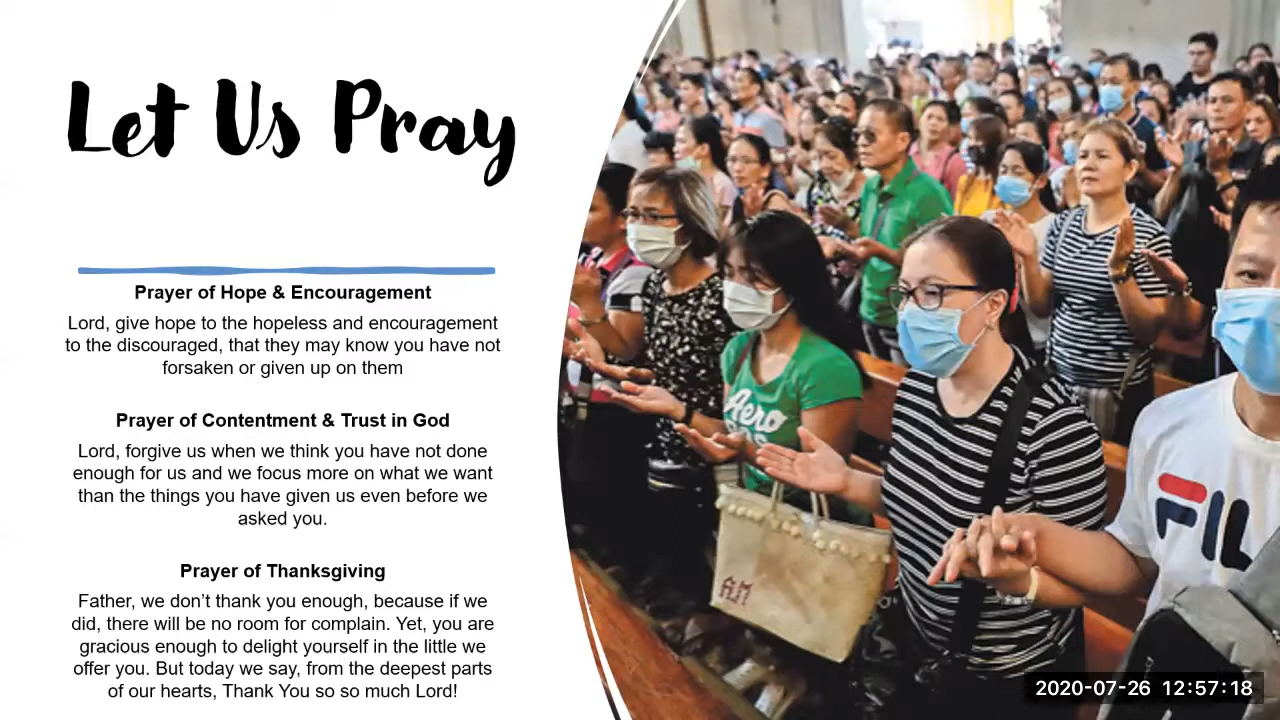 Let Us Pray
Prayer of Hope & Encouragement
Lord, give hope to the hopeless and encouragement
to the discouraged, that they may know you have not
forsaken or given up on them
Prayer of Contentment & Trust in God
Lord, forgive us when we think you have not done
enough for us and we focus more on what we want
than the things you have given us even before we
asked you.
Prayer of Thanksgiving
Father, we don’t thank you enough, because if we
did, there will be no room for complain. Yet, you are
gracious enough to delight yourself in the little we
offer you. But today we say, from the deepest parts
of our hearts, Thank You so so much Lord!
Aero
FIL
2020-07-26 12:57:18